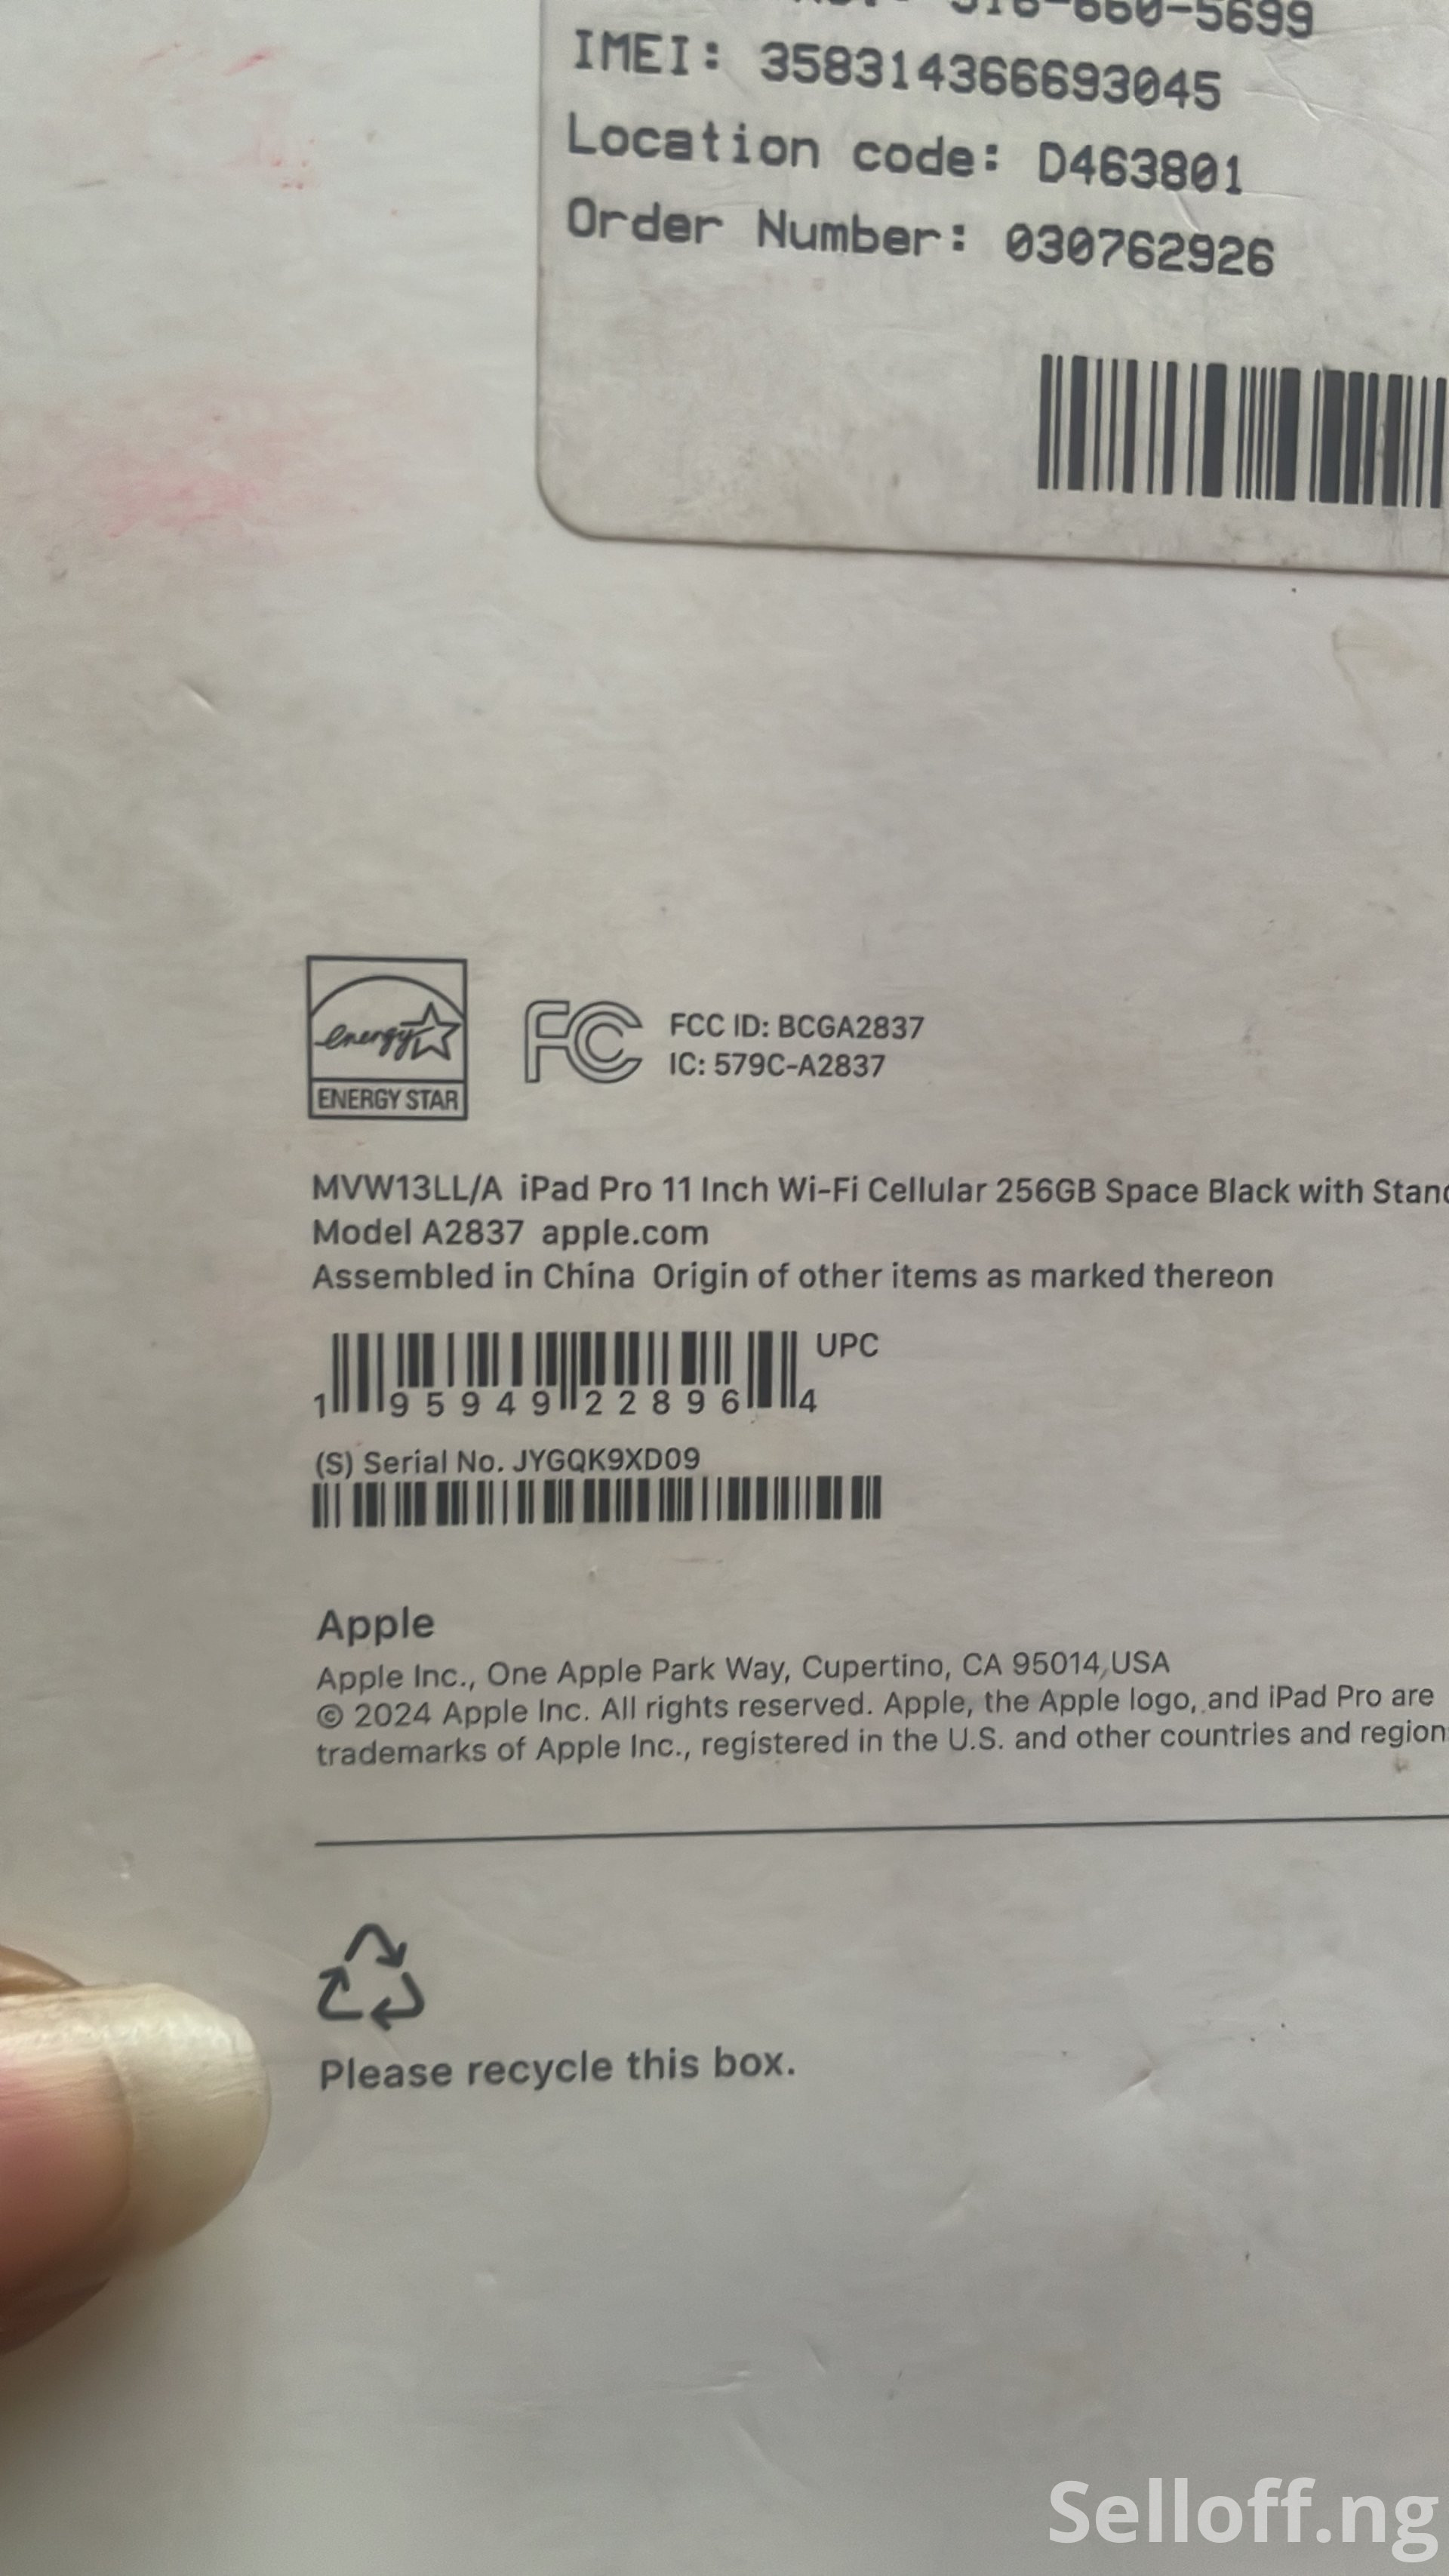 660-5699
IMEI: 358314366693045
Location code: D463801
Order Number: 030762926
energy
ENERGY STAR
FC
FCC ID: BCGA2837
IC: 579C-A2837
MVW13LL/A iPad Pro 11 Inch Wi-Fi Cellular 256GB Space Black with Stand
Model A2837 apple.com
Assembled in China Origin of other items as marked thereon
1 95949 22896 4 UPC
(S) Serial No. JYGQK9XD09
Apple
Apple Inc., One Apple Park Way, Cupertino, CA 95014,USA
© 2024 Apple Inc. All rights reserved. Apple, the Apple logo, and iPad Pro are
trademarks of Apple Inc., registered in the U.S. and other countries and region
Please recycle this box.
Selloff.ng